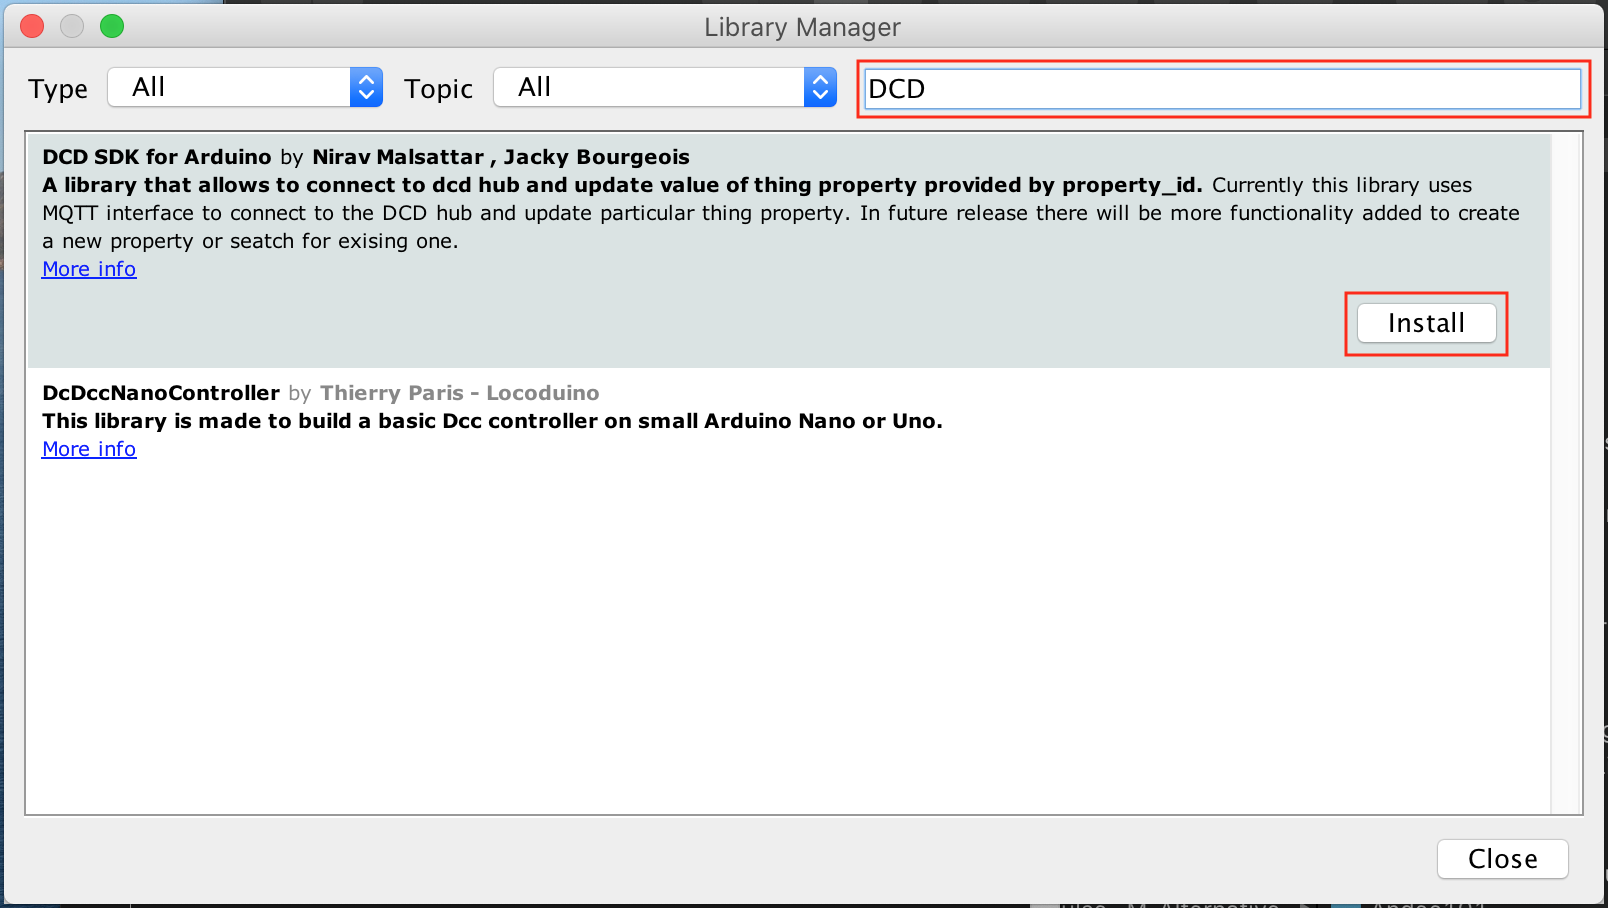 Library Manager
Type All Topic All DCD
DCD SDK for Arduino by Nirav Malsattar , Jacky Bourgeois
A library that allows to connect to dcd hub and update value of thing property provided by property_id. Currently this library uses
MQTT interface to connect to the DCD hub and update particular thing property. In future release there will be more functionality added to create
a new property or seatch for exising one.
More info
Install
DcDccNanoController by Thierry Paris - Locoduino
This library is made to build a basic Dcc controller on small Arduino Nano or Uno.
More info
Close